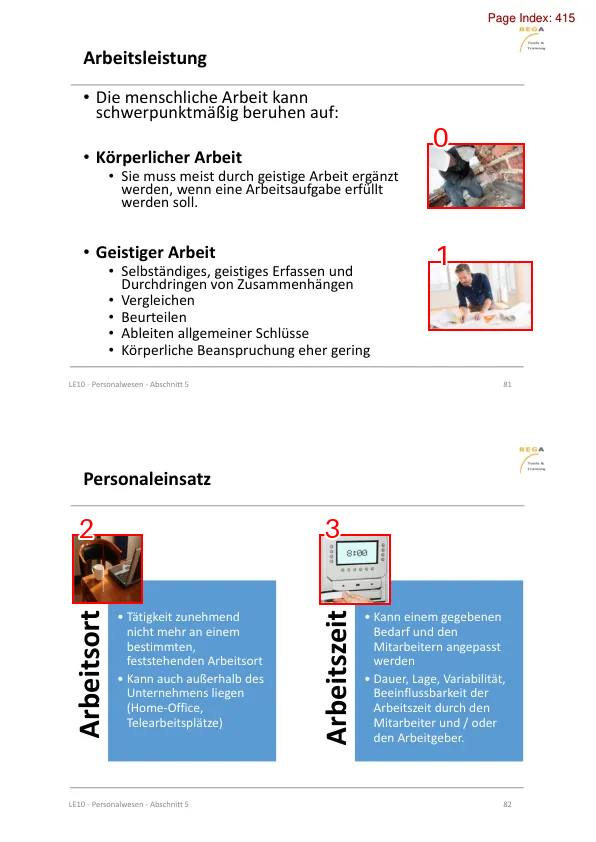 Page Index: 415
BEGA
Tools &
Training
Arbeitsleistung
• Die menschliche Arbeit kann
schwerpunktmäßig beruhen auf:
0
• Körperlicher Arbeit
• Sie muss meist durch geistige Arbeit ergänzt
werden, wenn eine Arbeitsaufgabe erfüllt
werden soll.
1
• Geistiger Arbeit
• Selbständiges, geistiges Erfassen und
Durchdringen von Zusammenhängen
• Vergleichen
• Beurteilen
• Ableiten allgemeiner Schlüsse
• Körperliche Beanspruchung eher gering
LE10 - Personalwesen - Abschnitt 5
81
BEGA
Tools &
Training
Personaleinsatz
2
Arbeitsort
• Tätigkeit zunehmend
nicht mehr an einem
bestimmten,
feststehenden Arbeitsort
• Kann auch außerhalb des
Unternehmens liegen
(Home-Office,
Telearbeitsplätze)
3
8:00
Arbeitszeit
• Kann einem gegebenen
Bedarf und den
Mitarbeitern angepasst
werden
• Dauer, Lage, Variabilität,
Beeinflussbarkeit der
Arbeitszeit durch den
Mitarbeiter und / oder
den Arbeitgeber.
LE10 - Personalwesen - Abschnitt 5
82